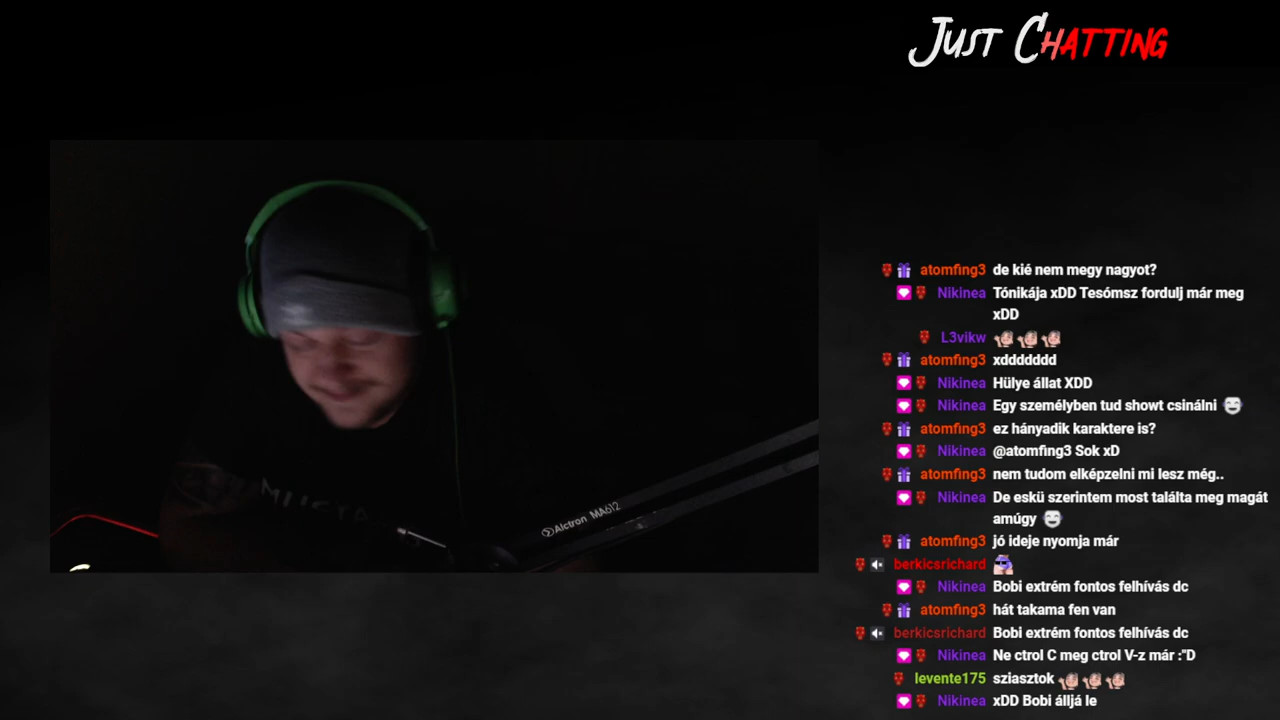 Just Chatting
atomfing3 de kié nem megy nagyot?
Nikinea Tónikája xDD Tesómsz fordulj már meg
xDD
L3vikw
atomfing3 xddddddd
Nikinea Hülye állat XDD
Nikinea Egy személyben tud showt csinálni
atomfing3 ez hányadik karaktere is?
Nikinea @atomfing3 Sok xD
atomfing3 nem tudom elképzelni mi lesz még..
Nikinea De eskü szerintem most találta meg magát
amúgy
atomfing3 jó ideje nyomja már
berkicsrichard
Nikinea Bobi extrém fontos felhívás dc
atomfing3 hát takama fen van
berkicsrichard Bobi extrém fontos felhívás dc
Nikinea Ne ctrol C meg ctrol V-z már :"D
levente175 sziasztok
Nikinea xDD Bobi álljá le
Alctron MA612